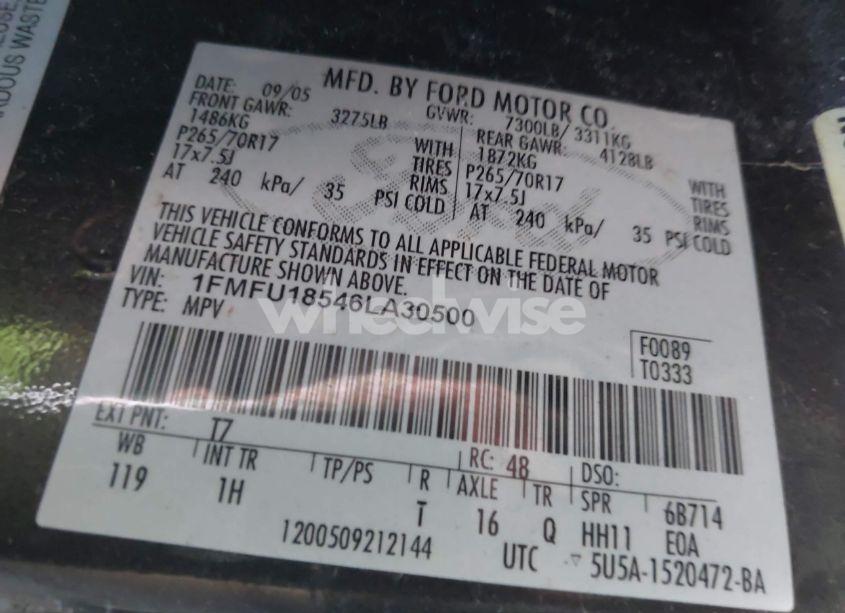 DOUS WASTE
MFD. BY FORD MOTOR CO.
DATE: 09/05 GVWR: 7300LB/ 3311KG
FRONT GAWR: 3275LB REAR GAWR: 4128LB
1486KG WITH 1872KG WITH
P265/70R17 TIRES P265/70R17 TIRES
17x7.5J RIMS 17x7.5J RIMS
AT 240 kPa/ 35 PSI COLD AT 240 kPa/ 35 PSI COLD
THIS VEHICLE CONFORMS TO ALL APPLICABLE FEDERAL MOTOR
VEHICLE SAFETY STANDARDS IN EFFECT ON THE DATE OF
MANUFACTURE SHOWN ABOVE.
VIN: 1FMFU18546LA30500
TYPE: MPV
wheelwise
F0089
T0333
EXT PNT: 17 RC: 48 DSO:
WB INT TR TP/PS R AXLE TR SPR 6B714
119 1H T 16 Q HH11 E0A
1200509212144 UTC ▽ 5U5A-1520472-BA